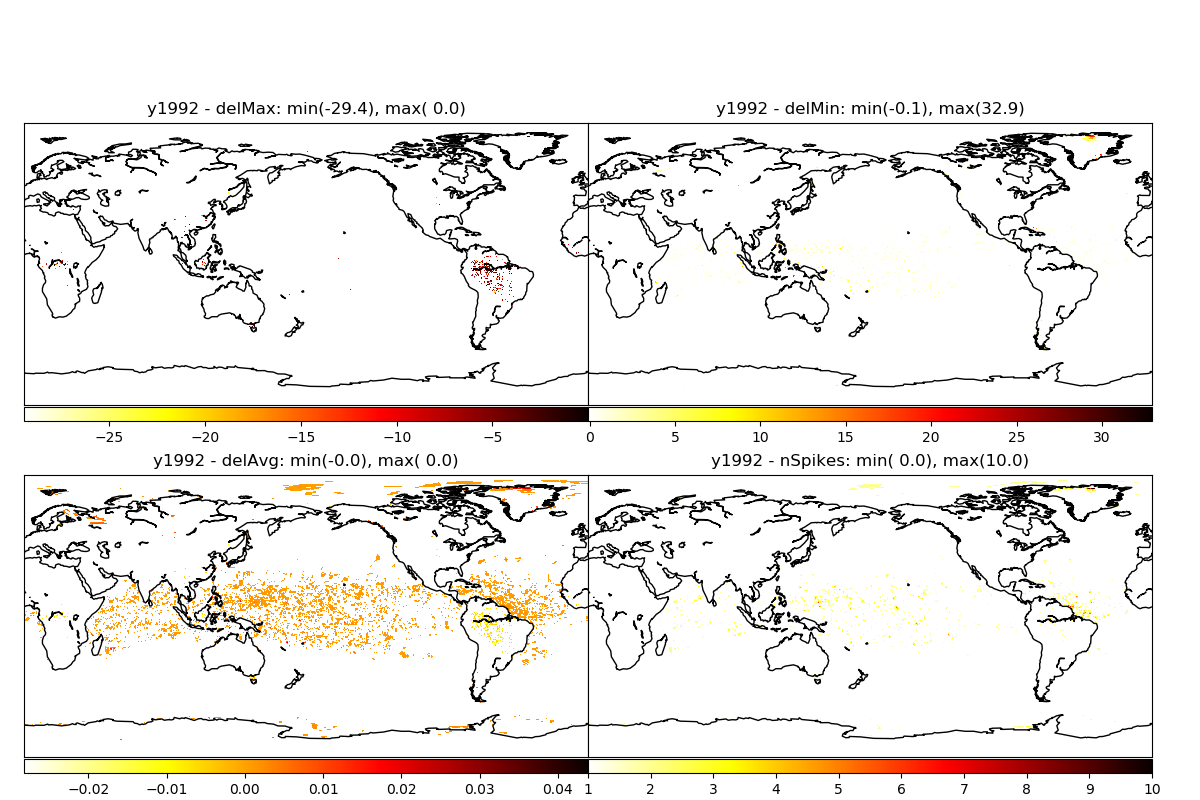 y1992 - delMax: min(-29.4), max( 0.0)
y1992 - delMin: min(-0.1), max(32.9)
−25 −20 −15 −10 −5
0 5 10 15 20 25 30
y1992 - delAvg: min(-0.0), max( 0.0)
y1992 - nSpikes: min( 0.0), max(10.0)
−0.02 −0.01 0.00 0.01 0.02 0.03 0.04
1 2 3 4 5 6 7 8 9 10